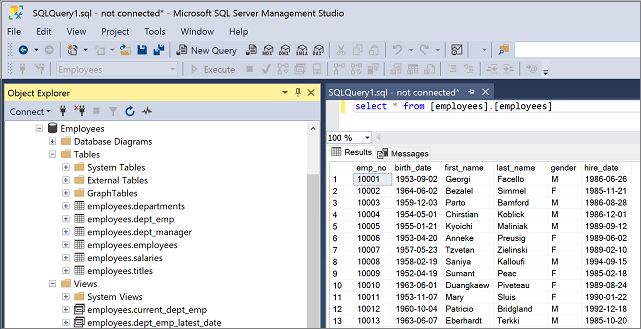 SQLQuery1.sql - not connected* - Microsoft SQL Server Management Studio
File Edit View Project Tools Window Help
New Query MDX DMX XMLA DAX
Employees Execute
Object Explorer
SQLQuery1.sql - not connected*
Connect
select * from [employees].[employees]
Employees
Database Diagrams
Tables
System Tables
External Tables
GraphTables
employees.departments
employees.dept_emp
employees.dept_manager
employees.employees
employees.salaries
employees.titles
Views
System Views
employees.current_dept_emp
employees.dept_emp_latest_date
100 %
Results Messages
emp_no birth_date first_name last_name gender hire_date
1 10001 1953-09-02 Georgi Facello M 1986-06-26
2 10002 1964-06-02 Bezalel Simmel F 1985-11-21
3 10003 1959-12-03 Parto Bamford M 1986-08-28
4 10004 1954-05-01 Chirstian Koblick M 1986-12-01
5 10005 1955-01-21 Kyoichi Maliniak M 1989-09-12
6 10006 1953-04-20 Anneke Preusig F 1989-06-02
7 10007 1957-05-23 Tzvetan Zielinski F 1989-02-10
8 10008 1958-02-19 Saniya Kalloufi M 1994-09-15
9 10009 1952-04-19 Sumant Peac F 1985-02-18
10 10010 1963-06-01 Duangkaew Piveteau F 1989-08-24
11 10011 1953-11-07 Mary Sluis F 1990-01-22
12 10012 1960-10-04 Patricio Bridgland M 1992-12-18
13 10013 1963-06-07 Eberhardt Terkki M 1985-10-20